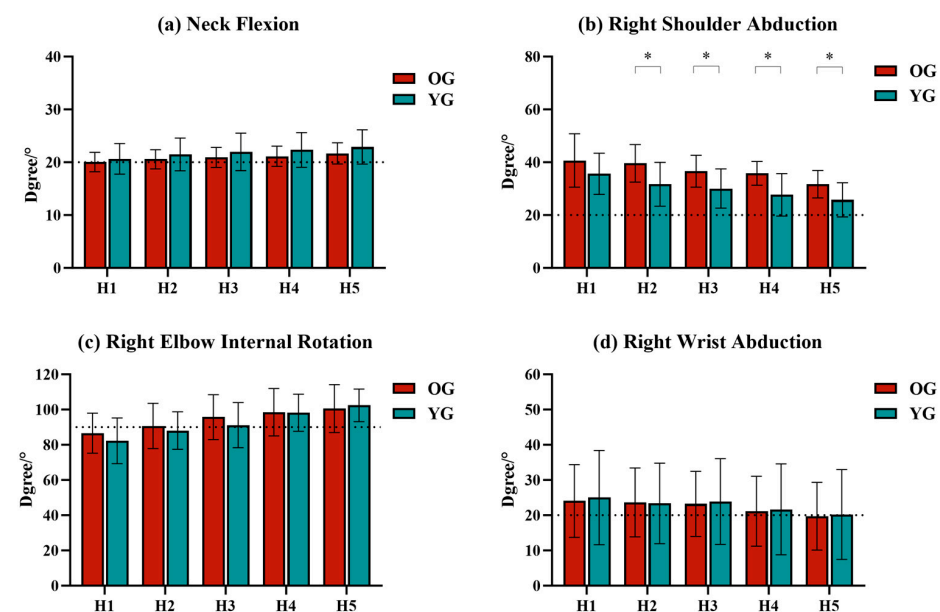 (a) Neck Flexion
40
30
20
10
0
Dgree/°
H1 H2 H3 H4 H5
OG
YG
(b) Right Shoulder Abduction
80
60
40
20
0
Dgree/°
* * * *
H1 H2 H3 H4 H5
OG
YG
(c) Right Elbow Internal Rotation
120
100
80
60
40
20
0
Dgree/°
H1 H2 H3 H4 H5
OG
YG
(d) Right Wrist Abduction
60
50
40
30
20
10
0
Dgree/°
H1 H2 H3 H4 H5
OG
YG